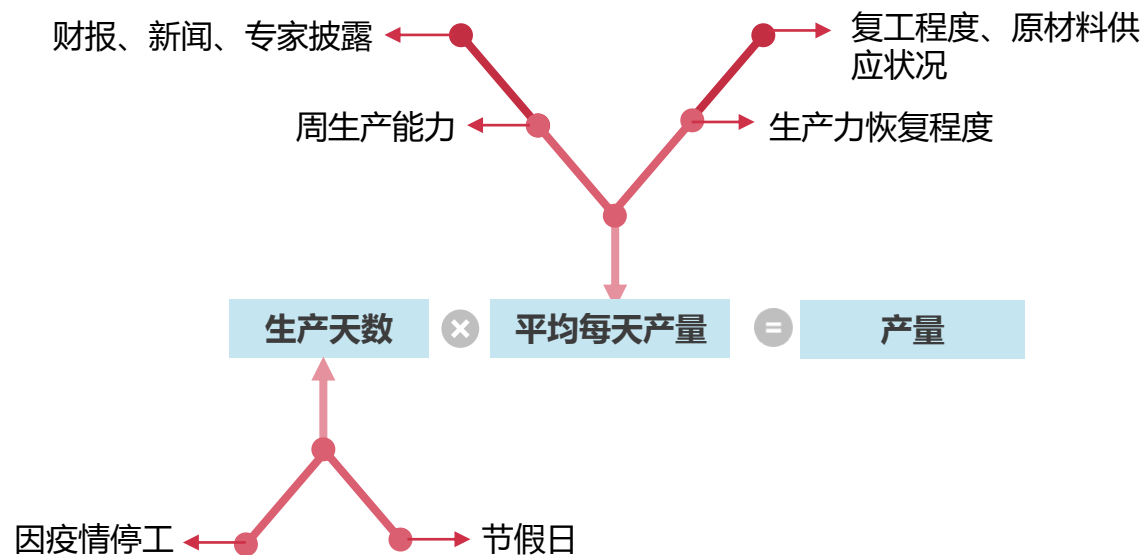 财报、新闻、专家披露
复工程度、原材料供
应状况
周生产能力
生产力恢复程度
生产天数 × 平均每天产量 = 产量
因疫情停工
节假日